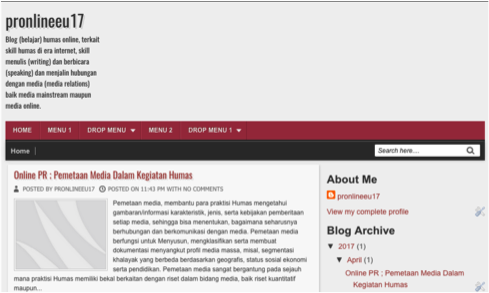 pronlineeu17
Blog (belajar) humas online, terkait
skill humas di era internet, skill
menulis (writing) dan berbicara
(speaking) dan menjalin hubungan
dengan media (media relations)
baik media mainstream maupun
media online.
HOME MENU 1 DROP MENU MENU 2 DROP MENU 1
Home
Search here....
Online PR : Pemetaan Media Dalam Kegiatan Humas
POSTED BY PRONLINEEU17 POSTED ON 11:43 PM WITH NO COMMENTS
Pemetaan media, membantu para praktisi Humas mengetahui
gambaran/informasi karakteristik, jenis, serta kebijakan pemberitaan
setiap media, sehingga bisa menentukan, bagaimana seharusnya
berhubungan dan berkomunikasi dengan media. Pemetaan media
berfungsi untuk Menyusun, mengklasifikan serta membuat
dokumentasi menyangkut profil media massa, misal, segmentasi
khalayak yang berbeda berdasarkan geografis, status sosial ekonomi
serta pendidikan. Pemetaan media sangat bergantung pada sejauh
mana praktisi Humas memiliki bekal berkaitan dengan riset dalam bidang media, baik riset kuantitatif
maupun...
About Me
pronlineeu17
View my complete profile
Blog Archive
▼ 2017 (1)
▼ April (1)
Online PR : Pemetaan Media Dalam
Kegiatan Humas